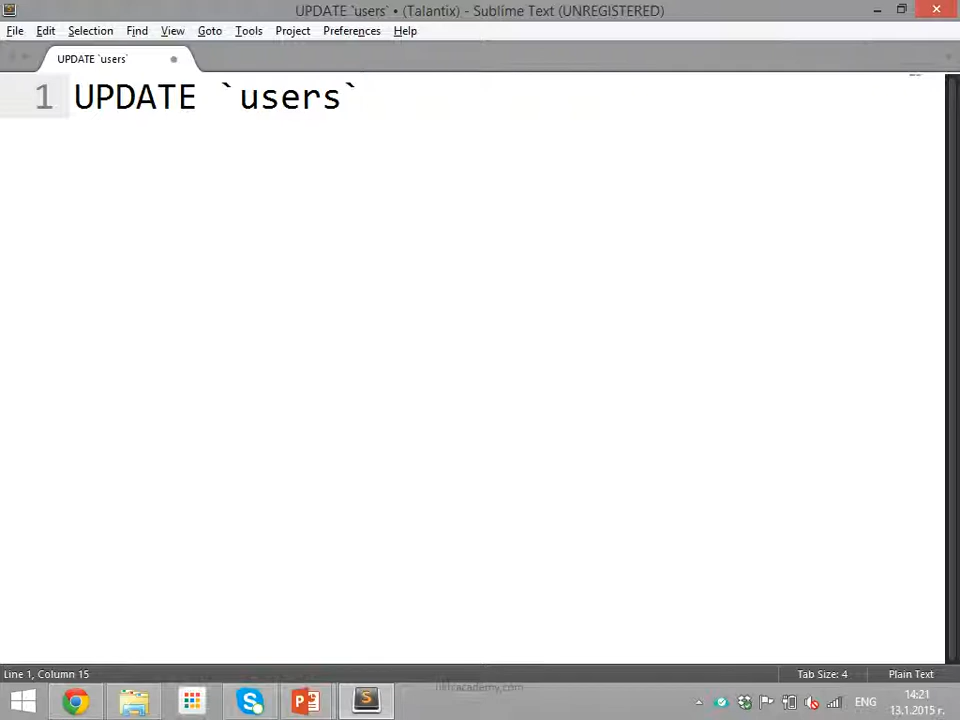 UPDATE `users` • (Talantix) - Sublime Text (UNREGISTERED)
File Edit Selection Find View Goto Tools Project Preferences Help
UPDATE `users`
1 UPDATE `users`
Line 1, Column 15 Tab Size: 4 Plain Text
ENG 14:21
13.1.2015 г.